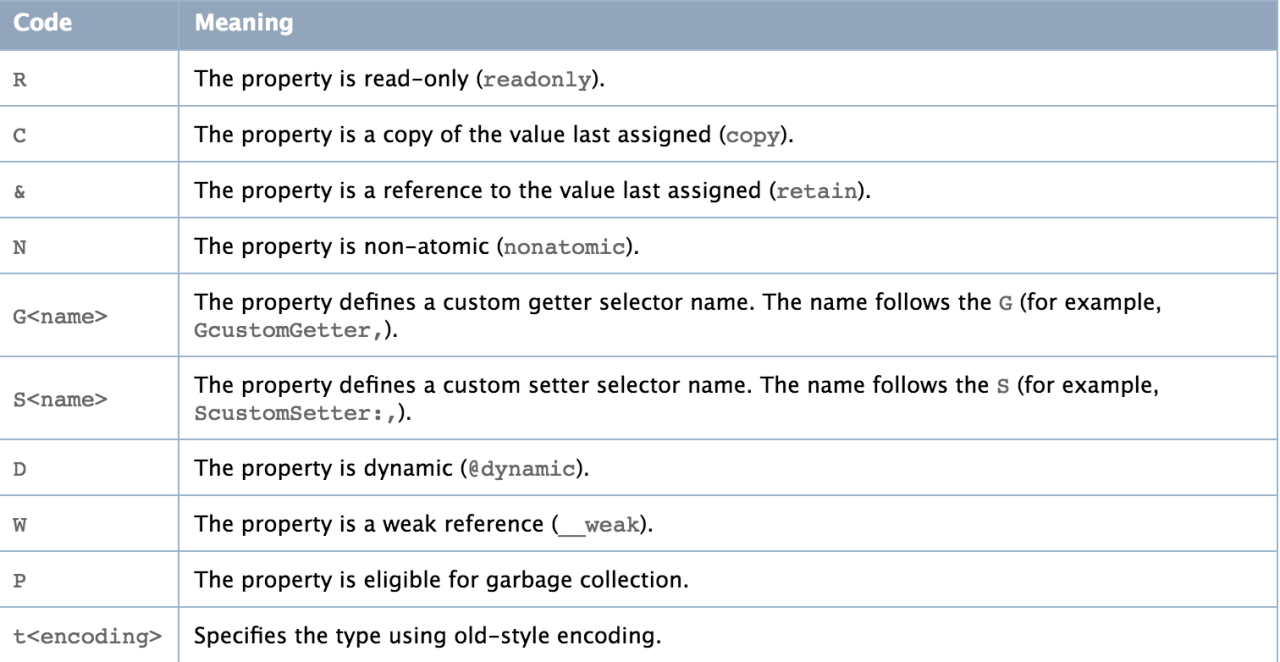 Code Meaning
R The property is read-only (readonly).
C The property is a copy of the value last assigned (copy).
& The property is a reference to the value last assigned (retain).
N The property is non-atomic (nonatomic).
G<name> The property defines a custom getter selector name. The name follows the G (for example,
GcustomGetter,).
S<name> The property defines a custom setter selector name. The name follows the S (for example,
ScustomSetter:,).
D The property is dynamic (@dynamic).
W The property is a weak reference (__weak).
P The property is eligible for garbage collection.
t<encoding> Specifies the type using old-style encoding.